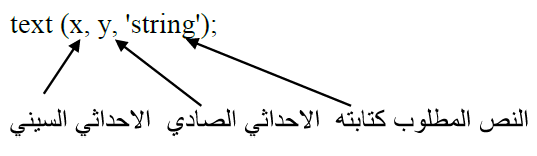 text (x, y, 'string');
النص المطلوب كتابته الاحداثي الصادي الاحداثي السيني